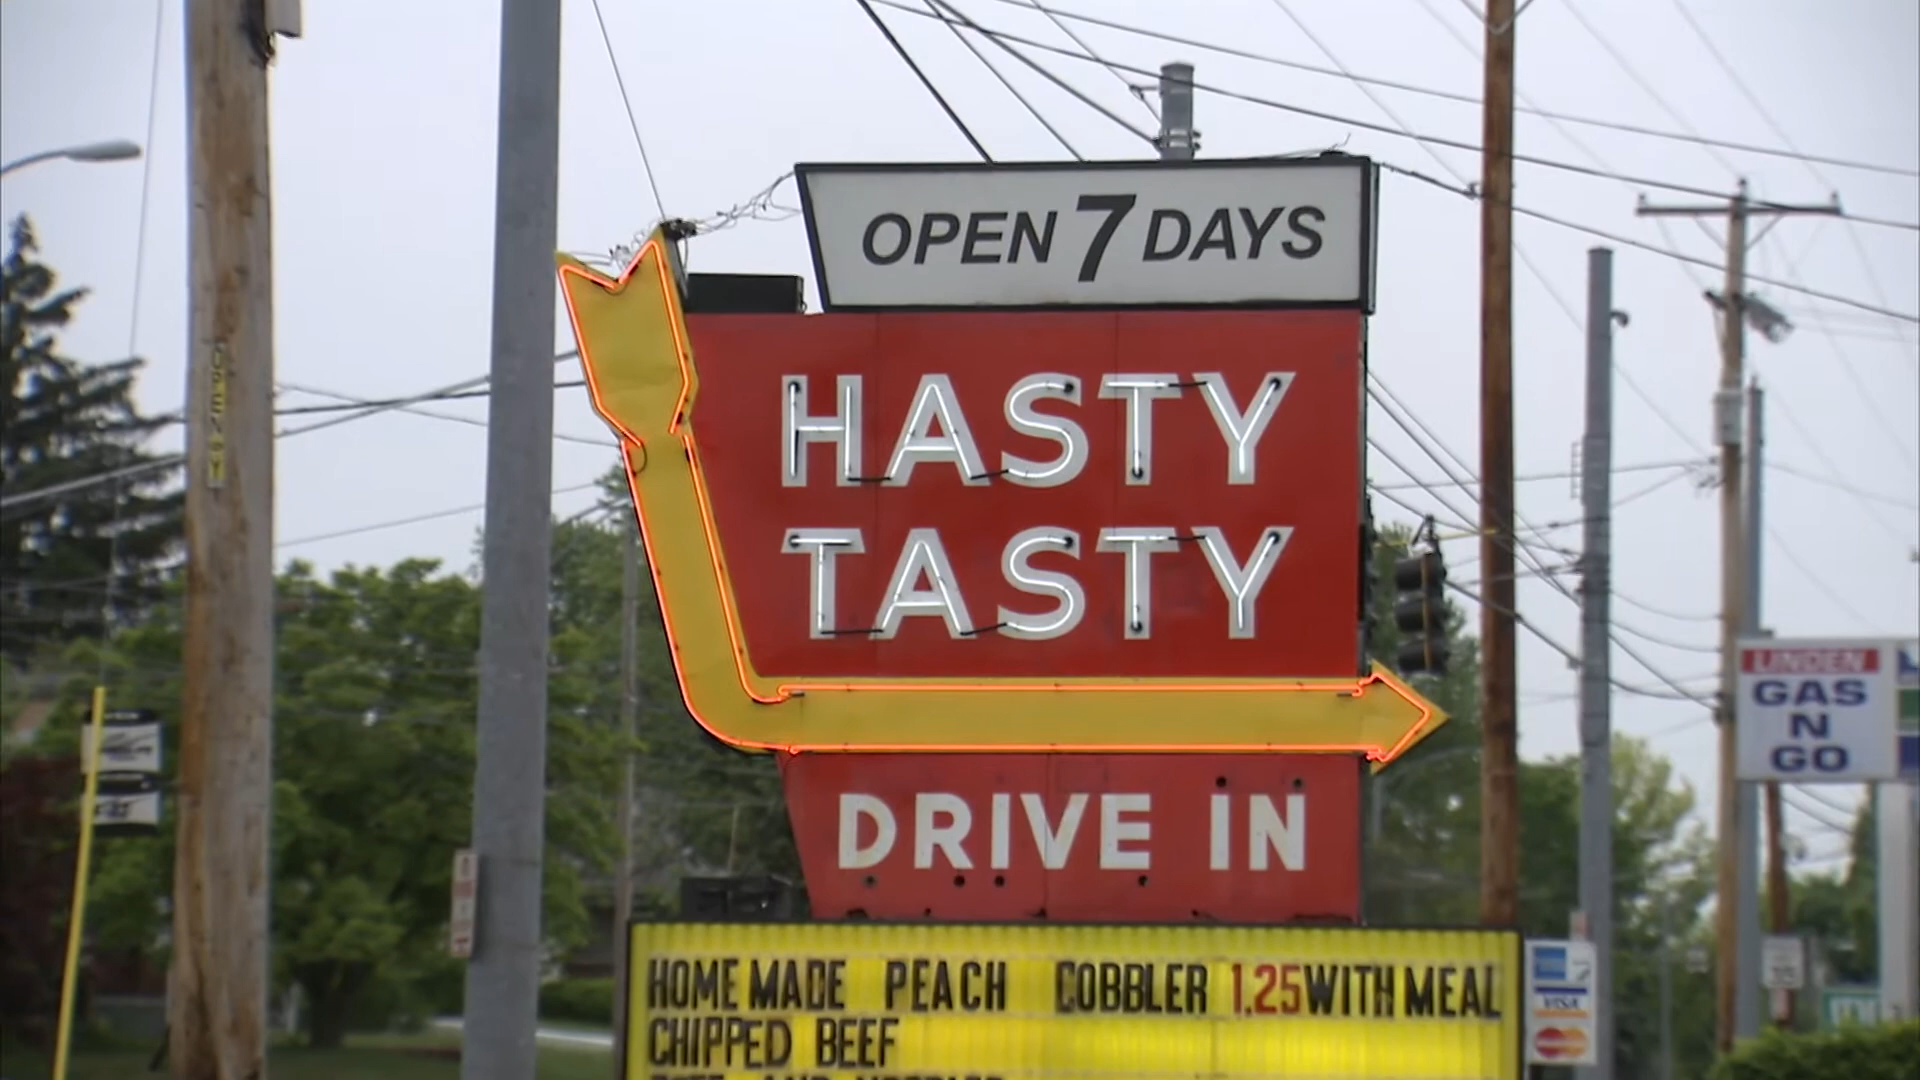 OPEN 7 DAYS
HASTY
TASTY
DRIVE IN
HOME MADE PEACH COBBLER 1.25 WITH MEAL
CHIPPED BEEF
LINDEN
GAS
N
GO
VISA